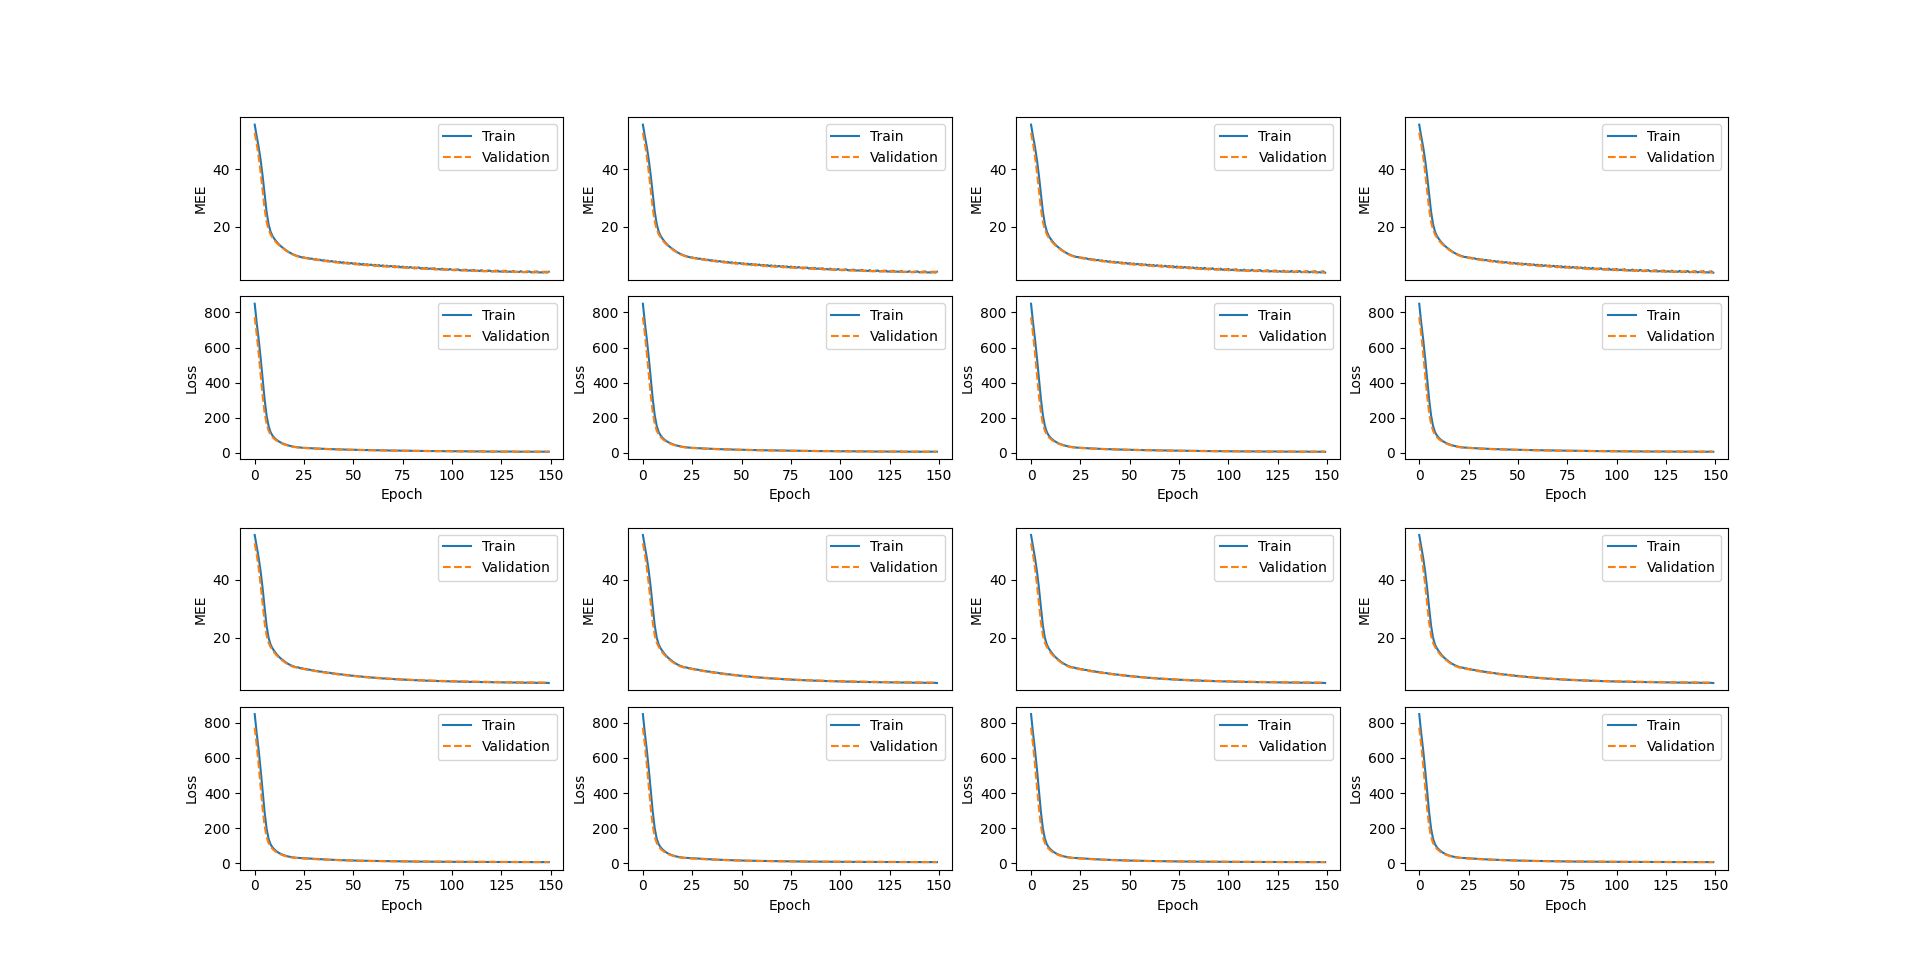 Train Train Train Train
Validation Validation Validation Validation
40 40 40 40
MEE MEE MEE MEE
20 20 20 20
800 Train 800 Train 800 Train 800 Train
Validation Validation Validation Validation
600 600 600 600
Loss Loss Loss Loss
400 400 400 400
200 200 200 200
0 0 0 0
0 25 50 75 100 125 150 0 25 50 75 100 125 150 0 25 50 75 100 125 150 0 25 50 75 100 125 150
Epoch Epoch Epoch Epoch
Train Train Train Train
Validation Validation Validation Validation
40 40 40 40
MEE MEE MEE MEE
20 20 20 20
800 Train 800 Train 800 Train 800 Train
Validation Validation Validation Validation
600 600 600 600
Loss Loss Loss Loss
400 400 400 400
200 200 200 200
0 0 0 0
0 25 50 75 100 125 150 0 25 50 75 100 125 150 0 25 50 75 100 125 150 0 25 50 75 100 125 150
Epoch Epoch Epoch Epoch